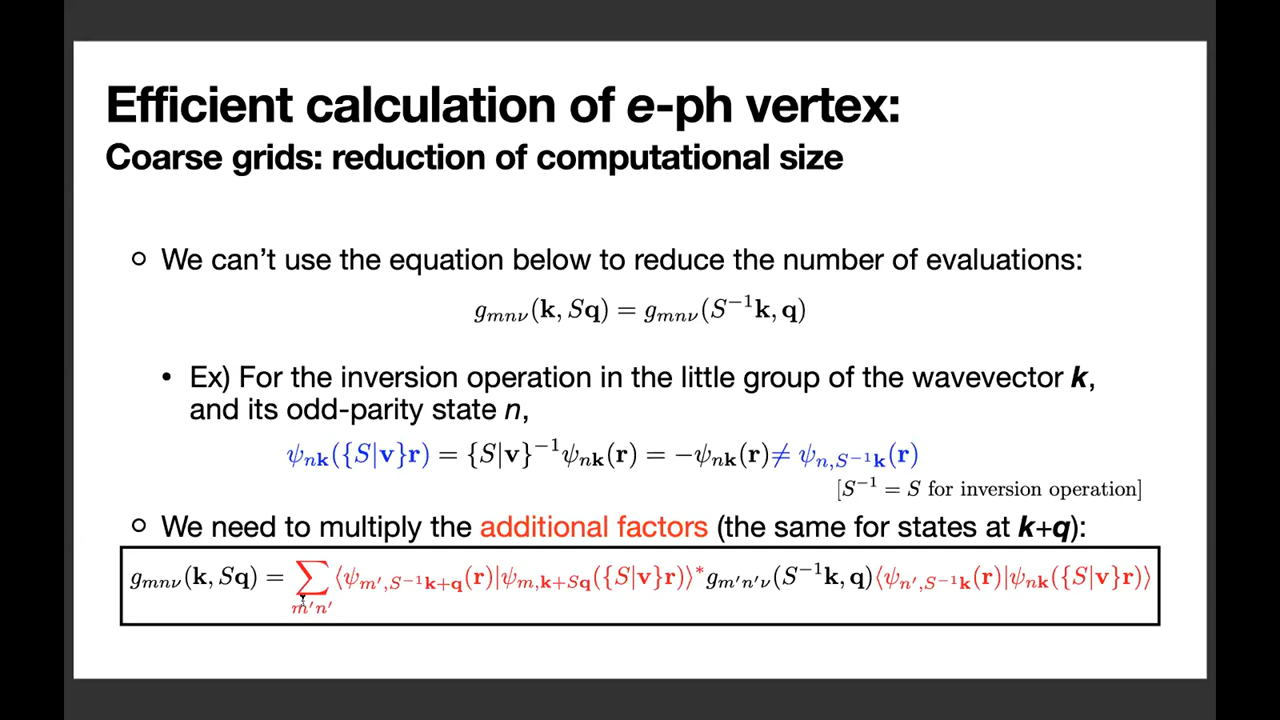 Efficient calculation of e-ph vertex:
Coarse grids: reduction of computational size
○ We can't use the equation below to reduce the number of evaluations:
g_{mnν}(k, Sq) = g_{mnν}(S^{-1}k, q)
• Ex) For the inversion operation in the little group of the wavevector k,
and its odd-parity state n,
ψ_{nk}({S|v}r) = {S|v}^{-1}ψ_{nk}(r) = −ψ_{nk}(r) ≠ ψ_{n,S^{-1}k}(r)
[S^{-1} = S for inversion operation]
○ We need to multiply the additional factors (the same for states at k+q):
g_{mnν}(k, Sq) = ∑_{m'n'} ⟨ψ_{m',S^{-1}k+q}(r)|ψ_{m,k+Sq}({S|v}r)⟩* g_{m'n'ν}(S^{-1}k, q)⟨ψ_{n',S^{-1}k}(r)|ψ_{nk}({S|v}r)⟩